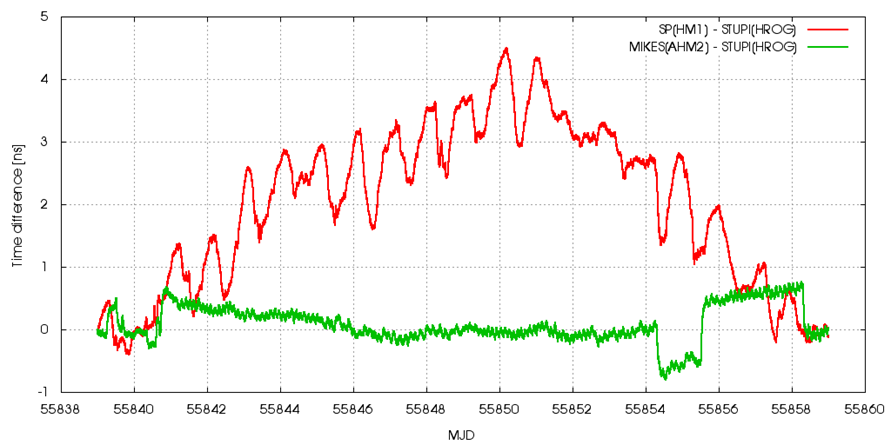 SP(HM1) - STUPI(HROG)
MIKES(AHM2) - STUPI(HROG)
Time difference [ns]
5
4
3
2
1
0
-1
55838 55840 55842 55844 55846 55848 55850 55852 55854 55856 55858 55860
MJD